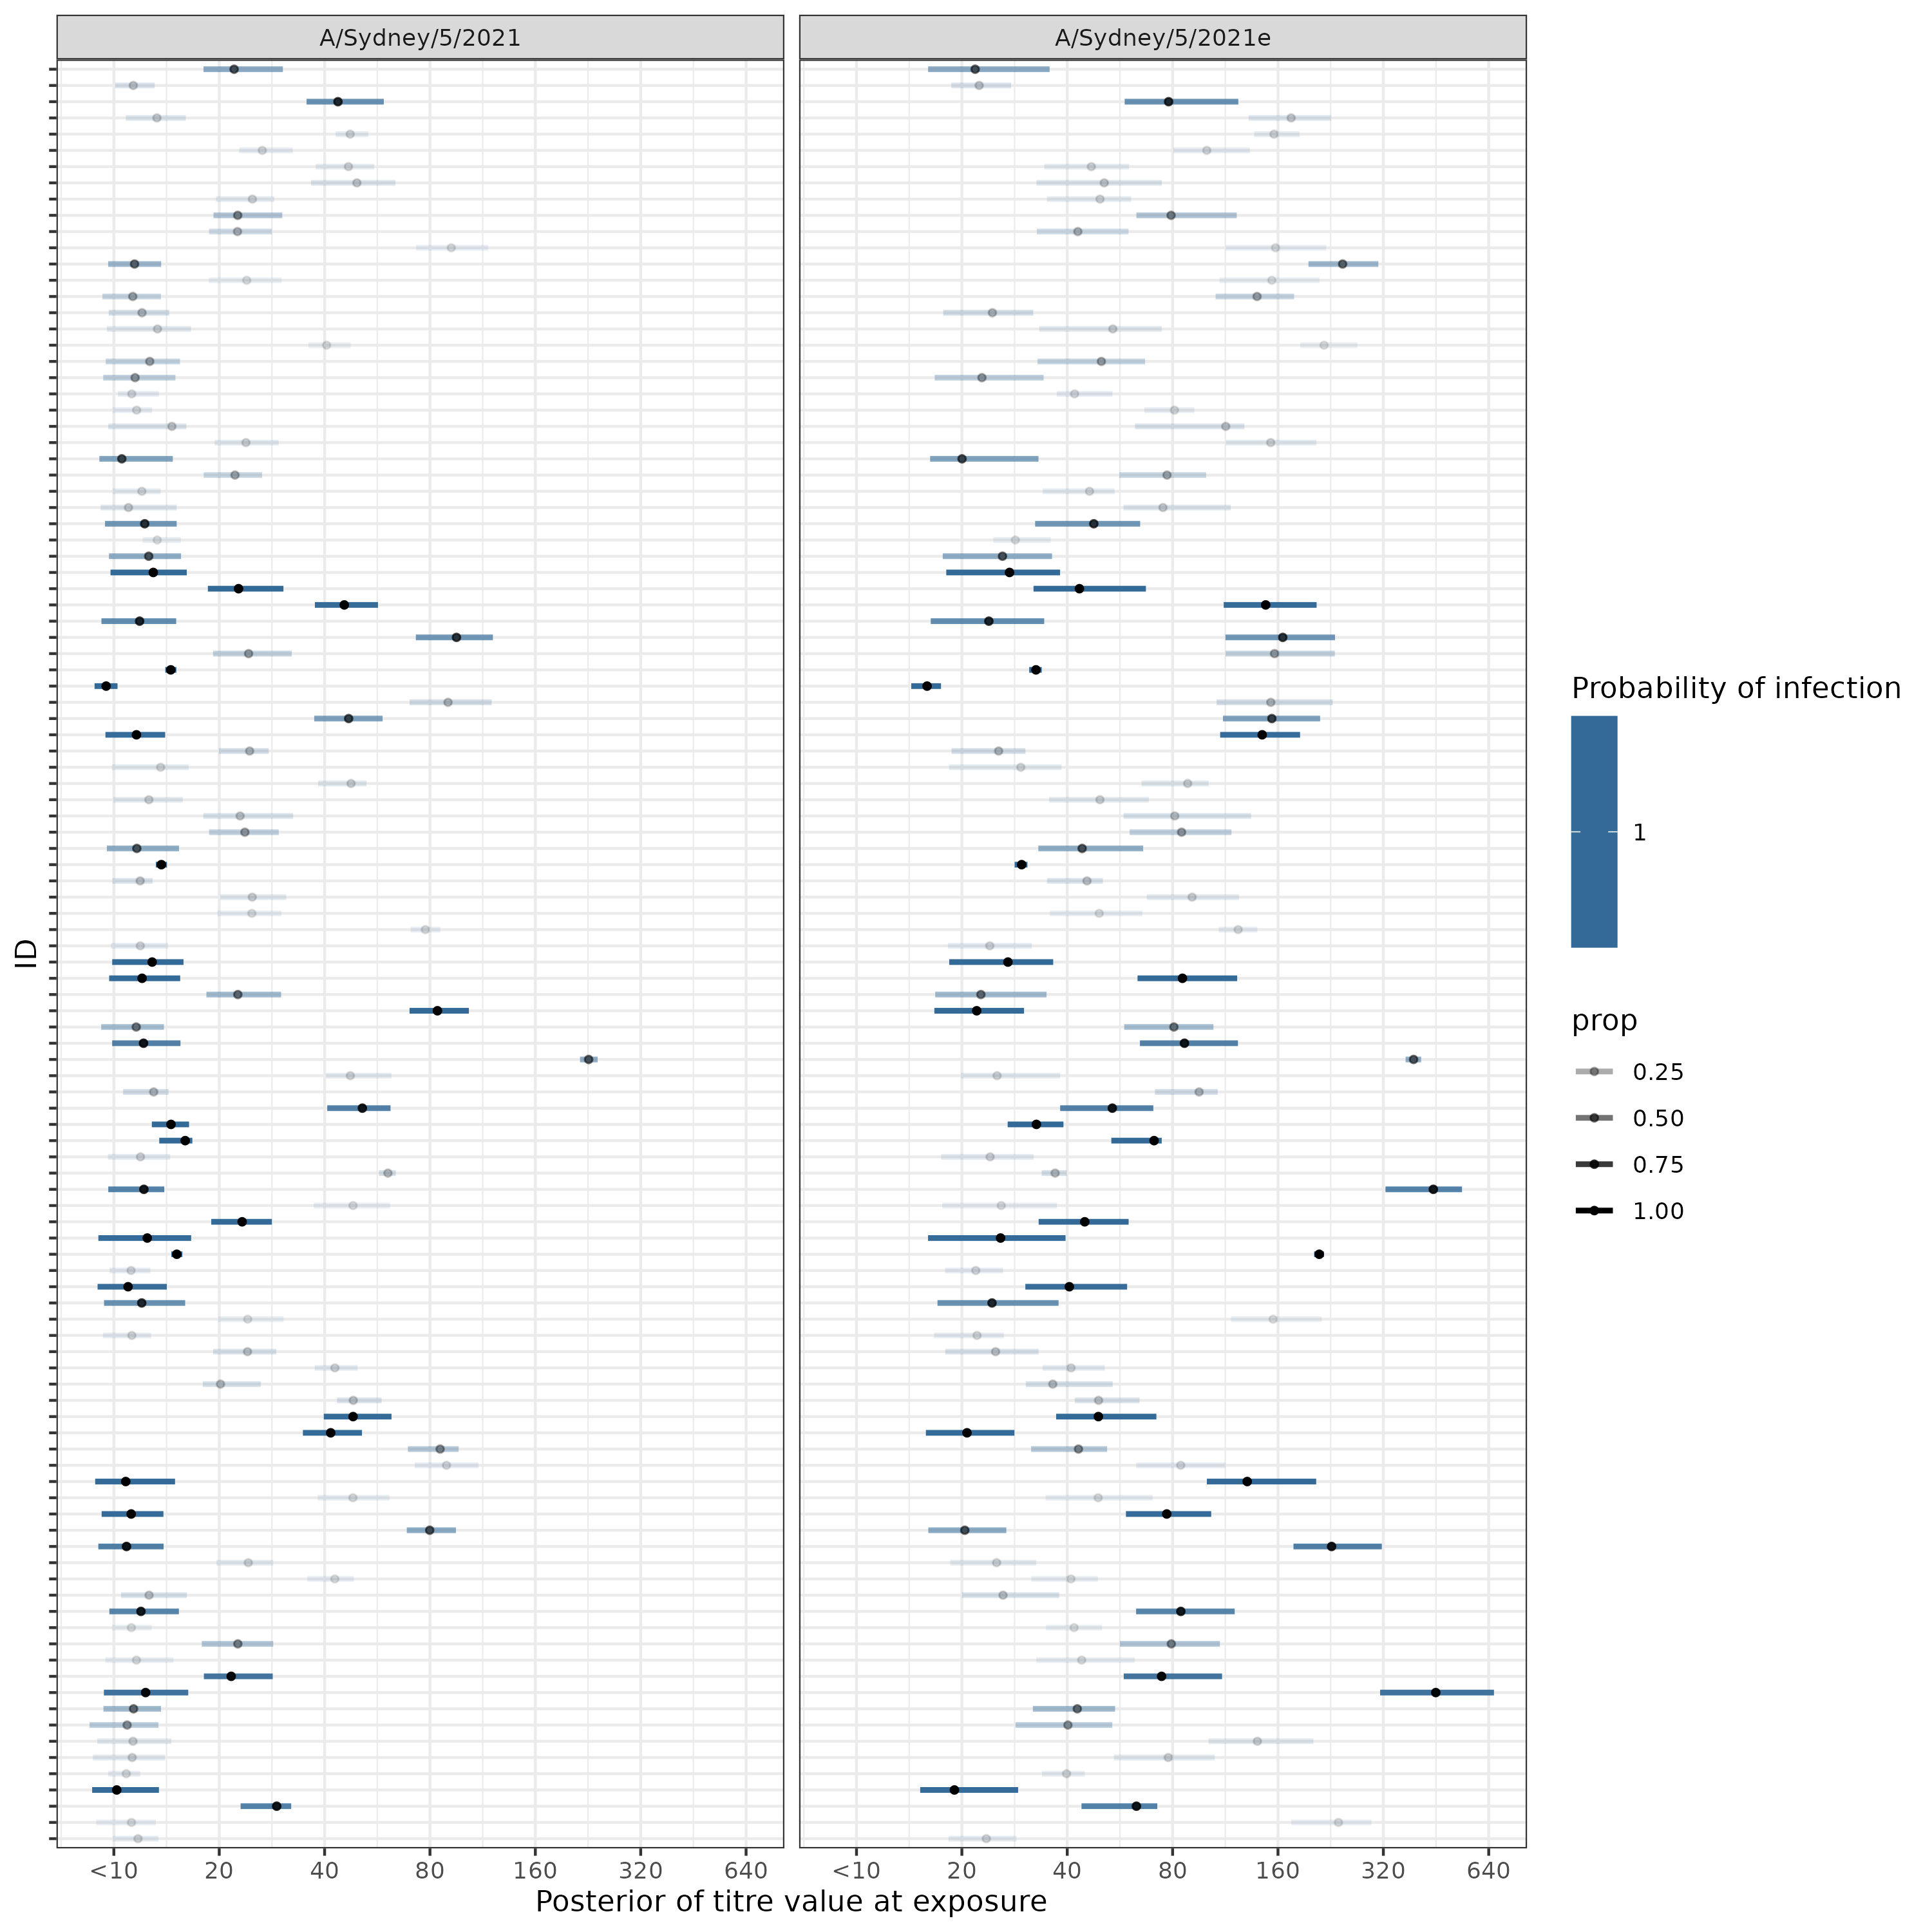 A/Sydney/5/2021
A/Sydney/5/2021e
ID
Probability of infection
1
prop
0.25
0.50
0.75
1.00
<10 20 40 80 160 320 640
<10 20 40 80 160 320 640
Posterior of titre value at exposure